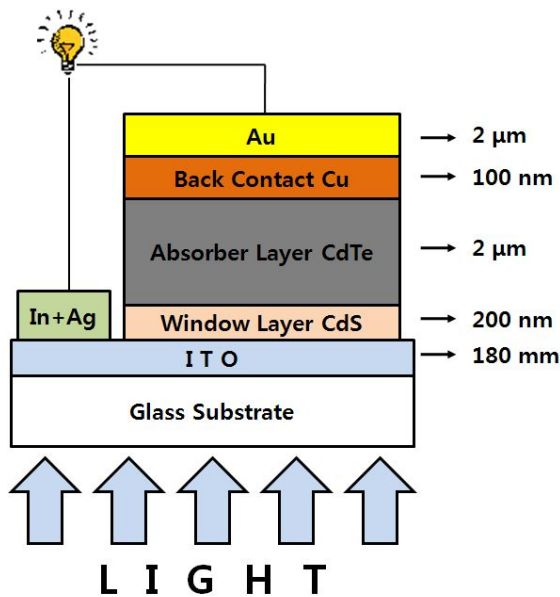 Au
2 μm
Back Contact Cu
100 nm
Absorber Layer CdTe
2 μm
In+Ag
Window Layer CdS
200 nm
I T O
180 mm
Glass Substrate
L I G H T